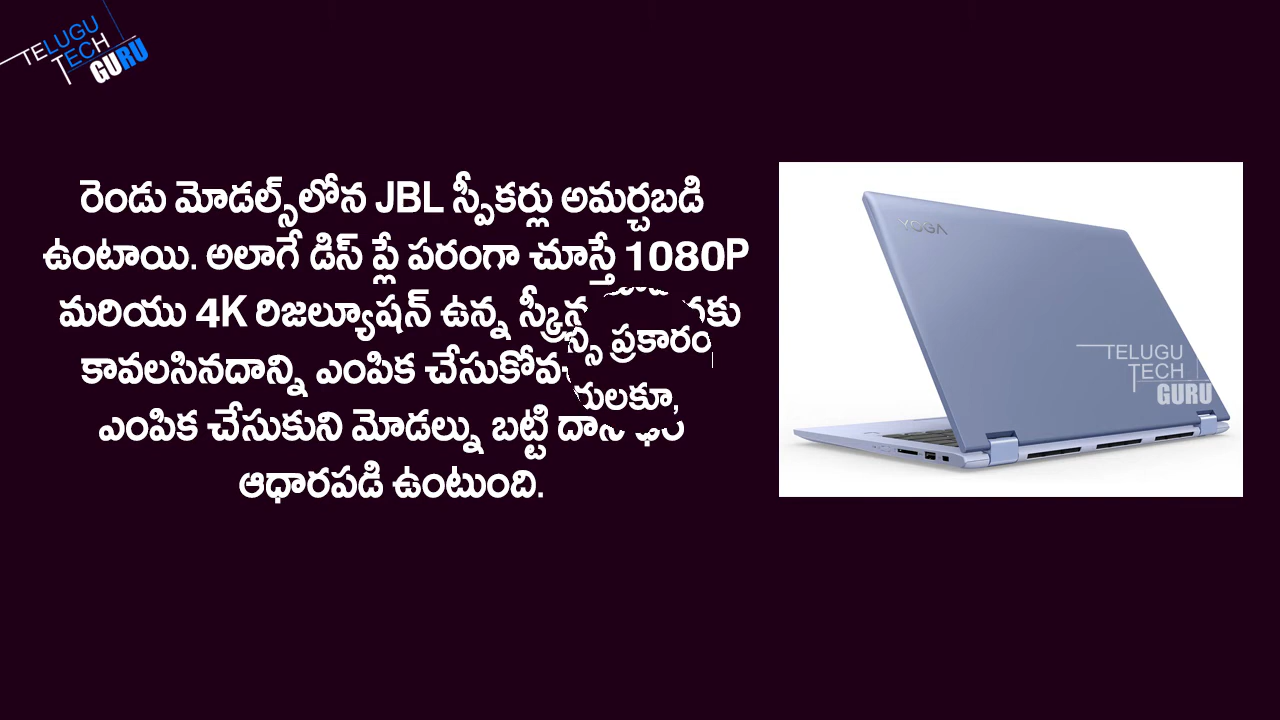 TELUGU
TECH
GURU
రెండు మోడల్స్‌లోన JBL స్పీకర్లు అమర్చబడి
ఉంటాయి. అలాగే డిస్ ప్లే పరంగా చూస్తే 1080P
మరియు 4K రిజల్యూషన్ ఉన్న
ప్రకారం
కావలసినదాన్ని ఎంపిక
ఎంపిక చేసుకుని మోడల్ను బట్టి
ఆధారపడి ఉంటుంది.
YOGA
TELUGU
TECH
GURU